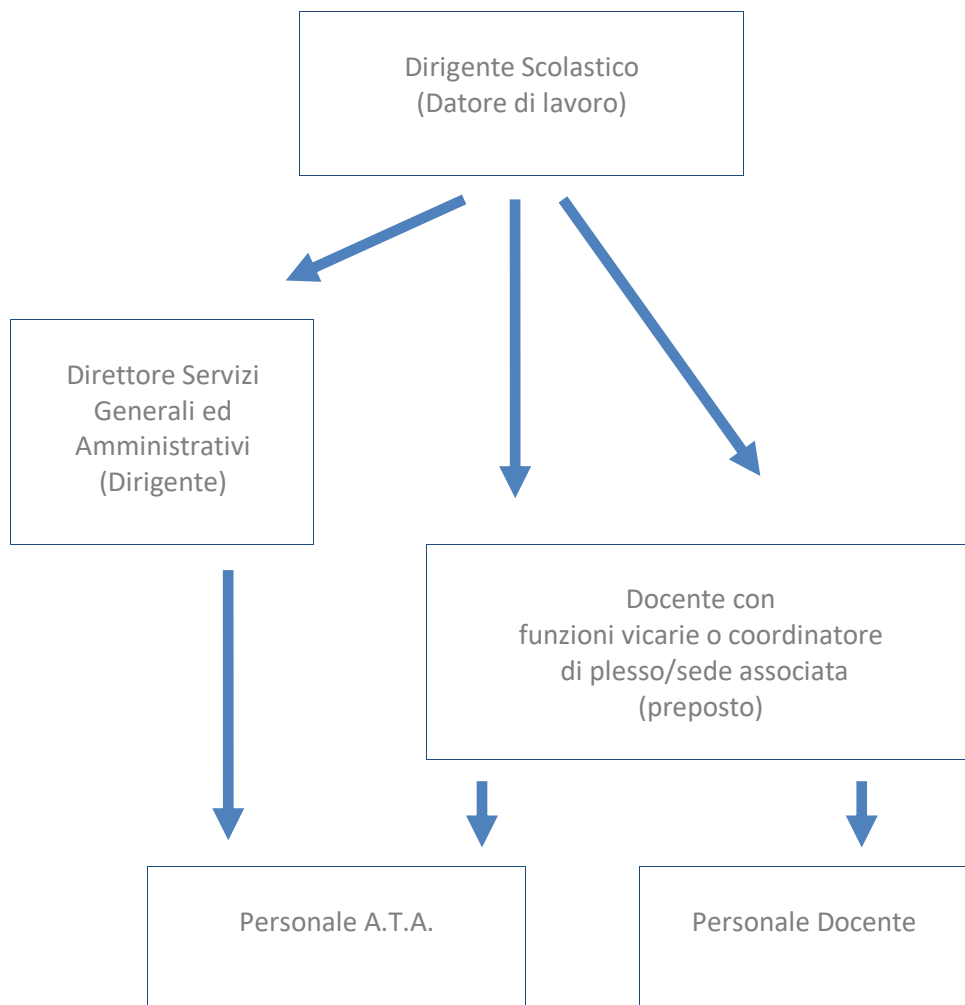 Dirigente Scolastico
(Datore di lavoro)
Direttore Servizi
Generali ed
Amministrativi
(Dirigente)
Docente con
funzioni vicarie o coordinatore
di plesso/sede associata
(preposto)
Personale A.T.A.
Personale Docente